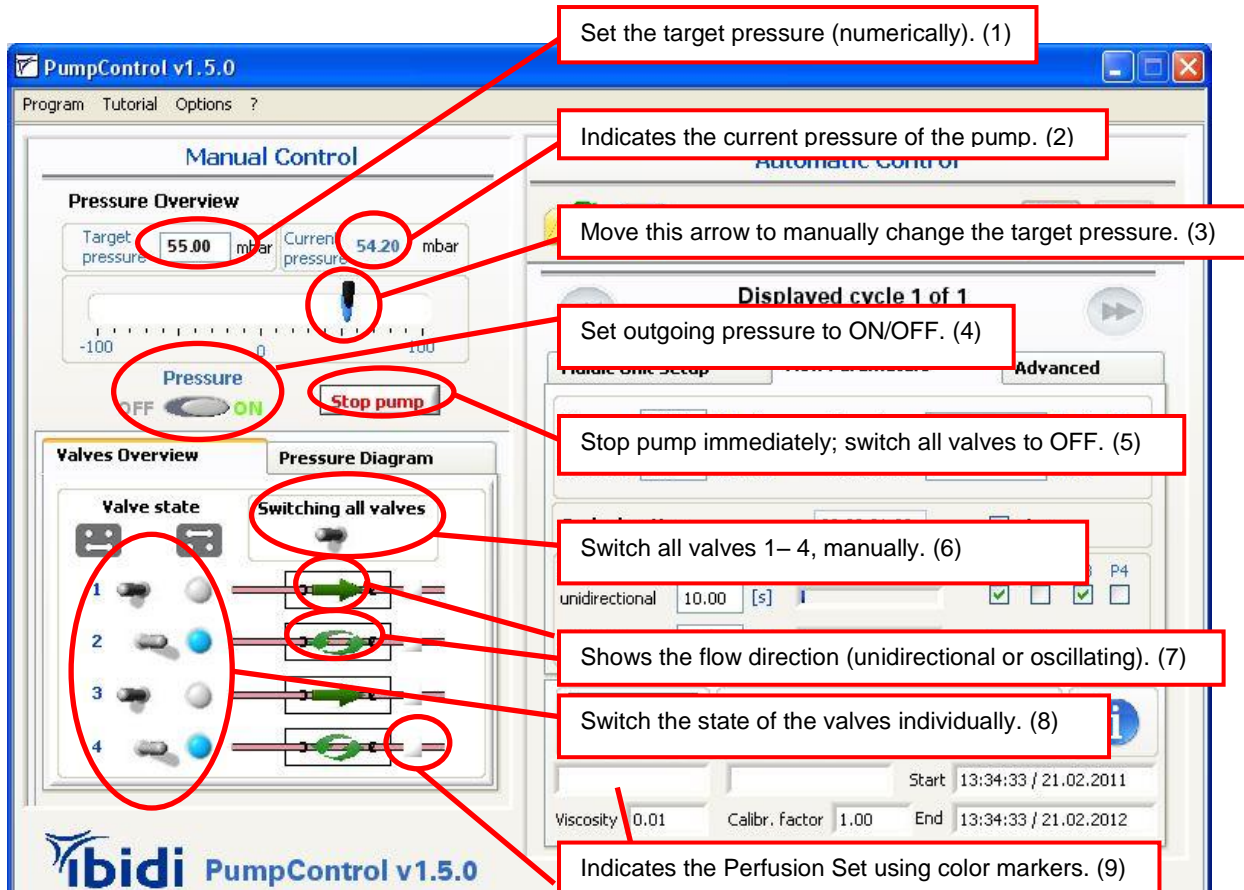 Set the target pressure (numerically). (1)
PumpControl v1.5.0
Program Tutorial Options ?
Indicates the current pressure of the pump. (2)
Manual Control
Automatic Control
Pressure Overview
Target pressure 55.00 mbar Current pressure 54.20 mbar
Move this arrow to manually change the target pressure. (3)
Displayed cycle 1 of 1
-100 0 100
Set outgoing pressure to ON/OFF. (4)
Fluidic Unit Setup
Flow Parameters
Advanced
Pressure
OFF ON
Stop pump
Stop pump immediately; switch all valves to OFF. (5)
Valves Overview
Pressure Diagram
Valve state
Switching all valves
Switch all valves 1– 4, manually. (6)
P4
unidirectional 10.00 [s]
1
2
3
4
Shows the flow direction (unidirectional or oscillating). (7)
Switch the state of the valves individually. (8)
Start 13:34:33 / 21.02.2011
Viscosity 0.01 Calibr. factor 1.00 End 13:34:33 / 21.02.2012
ibidi PumpControl v1.5.0
Indicates the Perfusion Set using color markers. (9)